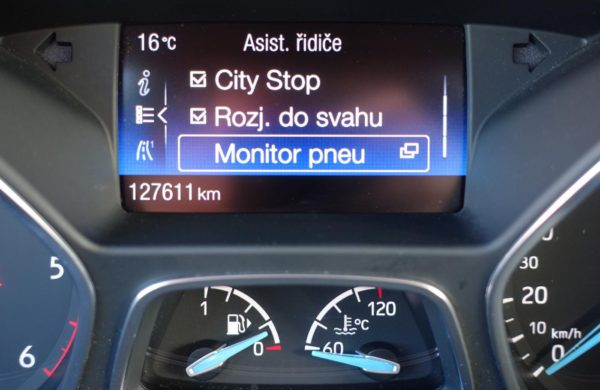 16°C Asist. řidiče
City Stop
Rozj. do svahu
Monitor pneu
127611 km
5
6
1
0
60
120
°C
30
20
10 km/h
0